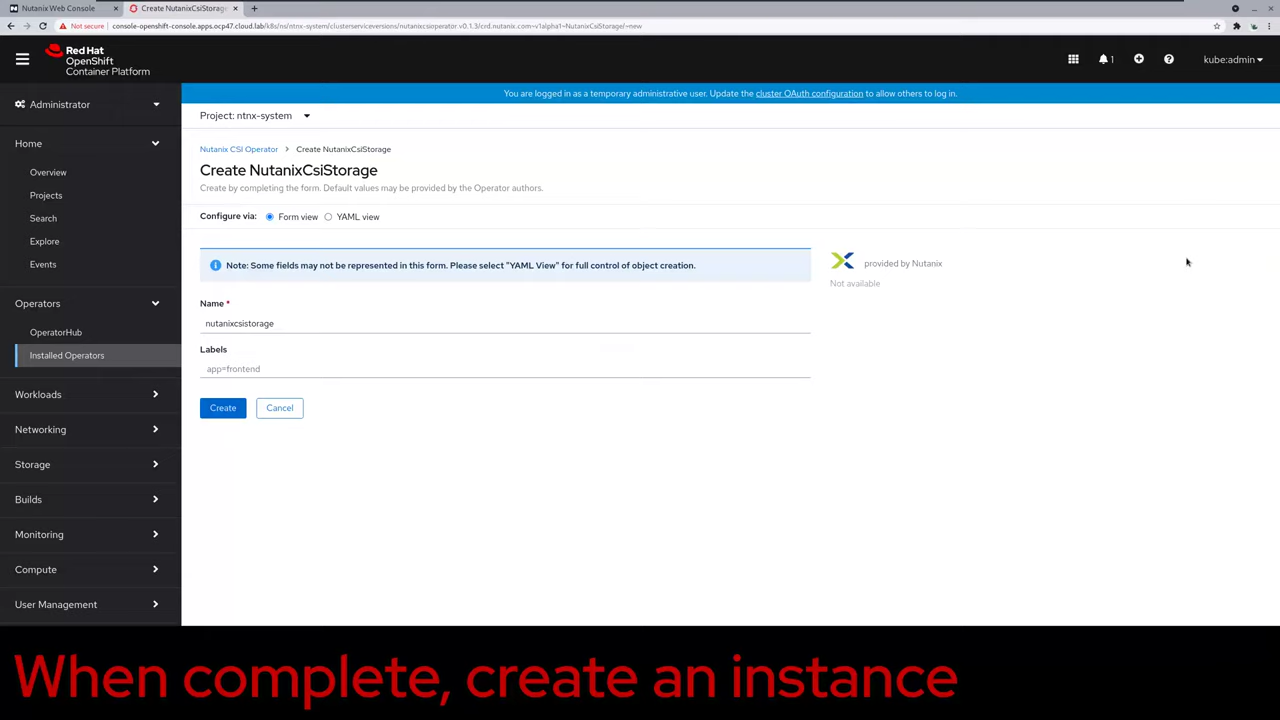 Nutanix Web Console
Create NutanixCsiStorage
Not secure
console-openshift-console.apps.ocp47.cloud.lab/k8s/ns/ntnx-system/clusterserviceversions/nutanixcsioperator.v0.1.3/crd.nutanix.com~v1alpha1~NutanixCsiStorage/~new
Red Hat
OpenShift
Container Platform
1
kube:admin
You are logged in as a temporary administrative user. Update the cluster OAuth configuration to allow others to log in.
Administrator
Home
Overview
Projects
Search
Explore
Events
Operators
OperatorHub
Installed Operators
Workloads
Networking
Storage
Builds
Monitoring
Compute
User Management
Project: ntnx-system
Nutanix CSI Operator > Create NutanixCsiStorage
Create NutanixCsiStorage
Create by completing the form. Default values may be provided by the Operator authors.
Configure via: Form view YAML view
Note: Some fields may not be represented in this form. Please select "YAML View" for full control of object creation.
provided by Nutanix
Not available
Name *
nutanixcsistorage
Labels
app=frontend
Create Cancel
When complete, create an instance